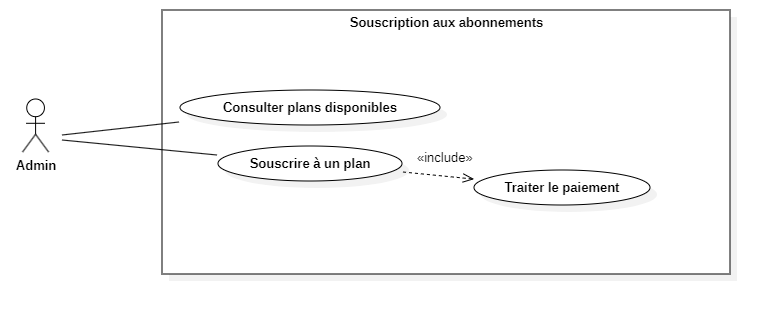 Souscription aux abonnements
Consulter plans disponibles
Souscrire à un plan
«include»
Traiter le paiement
Admin